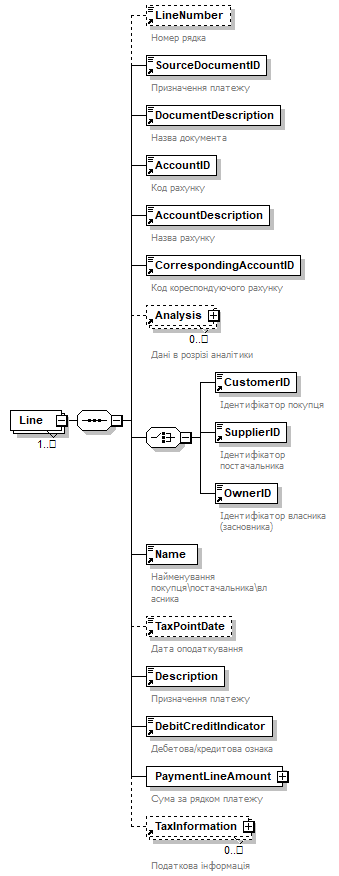 LineNumber
Номер рядка
SourceDocumentID
Призначення платежу
DocumentDescription
Назва документа
AccountID
Код рахунку
AccountDescription
Назва рахунку
CorrespondingAccountID
Код кореспондуючого рахунку
Analysis
0..
Дані в розрізі аналітики
Line
1..
CustomerID
Ідентифікатор покупця
SupplierID
Ідентифікатор
постачальника
OwnerID
Ідентифікатор власника
(засновника)
Name
Найменування
покупця\постачальника\вл
асника
TaxPointDate
Дата оподаткування
Description
Призначення платежу
DebitCreditIndicator
Дебетова/кредитова ознака
PaymentLineAmount
Сума за рядком платежу
TaxInformation
0..
Податкова інформація